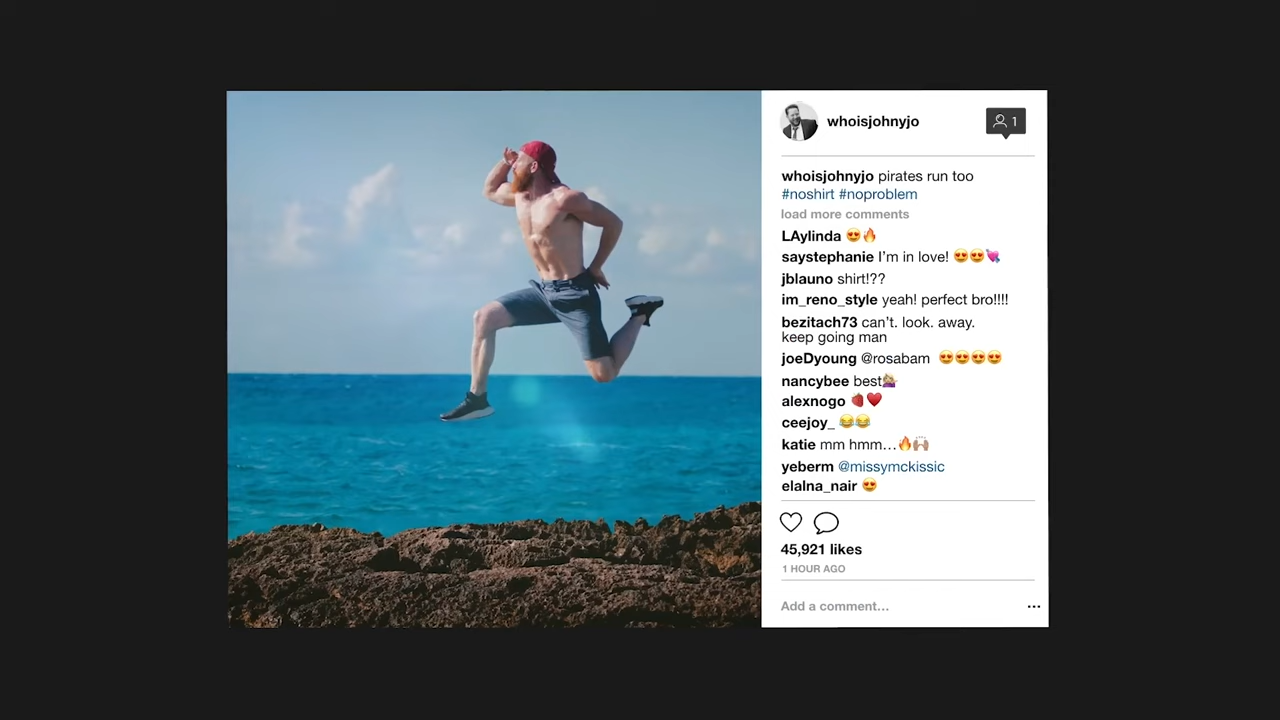 whoisjohnyjo
1
whoisjohnyjo pirates run too
#noshirt #noproblem
load more comments
LAylinda 😍🔥
saystephanie I’m in love! 😍😍💘
jblauno shirt!??
im_reno_style yeah! perfect bro!!!!
bezitach73 can’t. look. away.
keep going man
joeDyoung @rosabam 😍😍😍😍
nancybee best💁🏼
alexnogo 🍓❤️
ceejoy_ 😂😂
katie mm hmm…🔥🙌🏽
yeberm @missymckissic
elalna_nair 😍
45,921 likes
1 HOUR AGO
Add a comment…